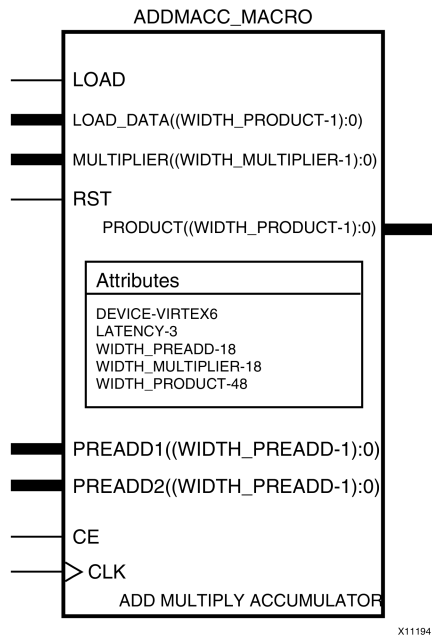 ADDMACC_MACRO
LOAD
LOAD_DATA((WIDTH_PRODUCT-1):0)
MULTIPLIER((WIDTH_MULTIPLIER-1):0)
RST
PRODUCT((WIDTH_PRODUCT-1):0)
Attributes
DEVICE-VIRTEX6
LATENCY-3
WIDTH_PREADD-18
WIDTH_MULTIPLIER-18
WIDTH_PRODUCT-48
PREADD1((WIDTH_PREADD-1):0)
PREADD2((WIDTH_PREADD-1):0)
CE
CLK
ADD MULTIPLY ACCUMULATOR
X11194